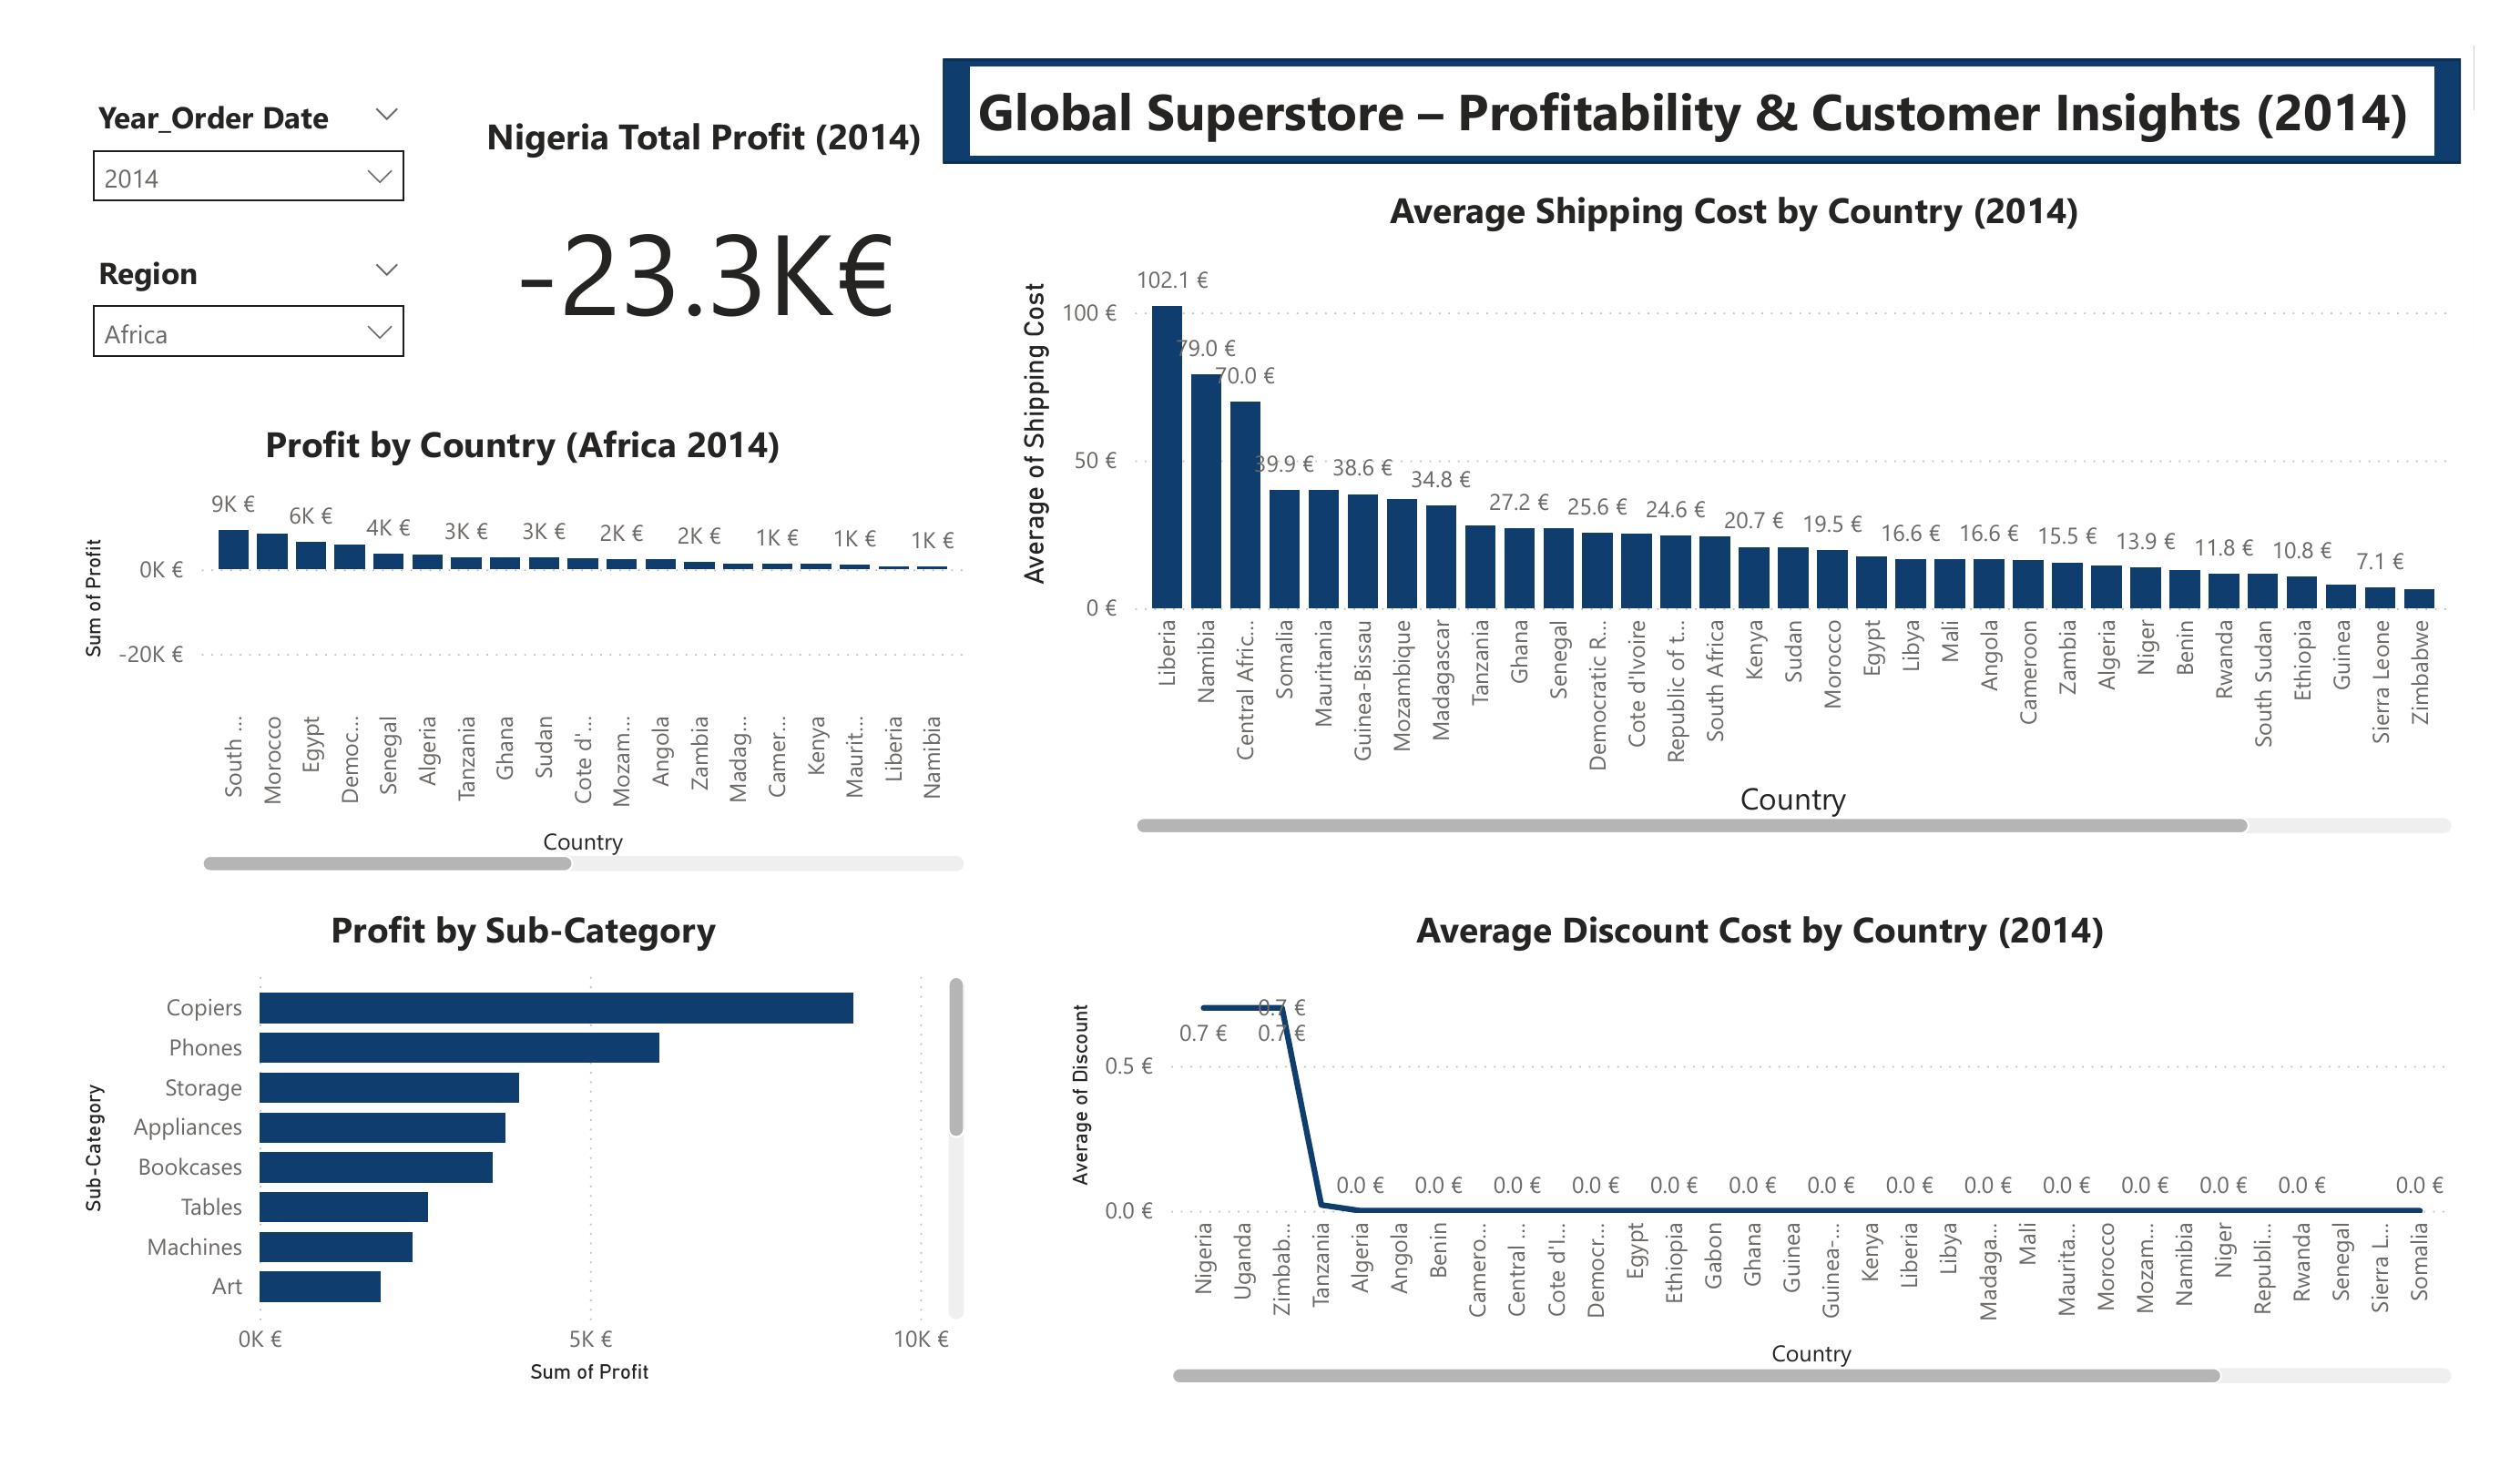 Global Superstore – Profitability & Customer Insights (2014)
Year_Order Date
2014
Region
Africa
Nigeria Total Profit (2014)
-23.3K€
Average Shipping Cost by Country (2014)
Average of Shipping Cost
100 €
50 €
0 €
102.1 €
79.0 €
70.0 €
39.9 €
38.6 €
34.8 €
27.2 €
25.6 €
24.6 €
20.7 €
19.5 €
16.6 €
16.6 €
15.5 €
13.9 €
11.8 €
10.8 €
7.1 €
Liberia
Namibia
Central Afric...
Somalia
Mauritania
Guinea-Bissau
Mozambique
Madagascar
Tanzania
Ghana
Senegal
Democratic R...
Cote d'Ivoire
Republic of t...
South Africa
Kenya
Sudan
Morocco
Egypt
Libya
Mali
Angola
Cameroon
Zambia
Algeria
Niger
Benin
Rwanda
South Sudan
Ethiopia
Guinea
Sierra Leone
Zimbabwe
Country
Profit by Country (Africa 2014)
Sum of Profit
0K €
-20K €
9K €
6K €
4K €
3K €
3K €
2K €
2K €
1K €
1K €
1K €
South ...
Morocco
Egypt
Democ...
Senegal
Algeria
Tanzania
Ghana
Sudan
Cote d'...
Mozam...
Angola
Zambia
Madag...
Camer...
Kenya
Maurit...
Liberia
Namibia
Country
Profit by Sub-Category
Sub-Category
Copiers
Phones
Storage
Appliances
Bookcases
Tables
Machines
Art
0K €
5K €
10K €
Sum of Profit
Average Discount Cost by Country (2014)
Average of Discount
0.5 €
0.0 €
0.7 €
0.7 €
0.7 €
0.0 €
0.0 €
0.0 €
0.0 €
0.0 €
0.0 €
0.0 €
0.0 €
0.0 €
0.0 €
0.0 €
0.0 €
0.0 €
0.0 €
Nigeria
Uganda
Zimbab...
Tanzania
Algeria
Angola
Benin
Camero...
Central ...
Cote d'I...
Democr...
Egypt
Ethiopia
Gabon
Ghana
Guinea
Guinea-...
Kenya
Liberia
Libya
Madaga...
Mali
Maurita...
Morocco
Mozam...
Namibia
Niger
Republi...
Rwanda
Senegal
Sierra L...
Somalia
Country